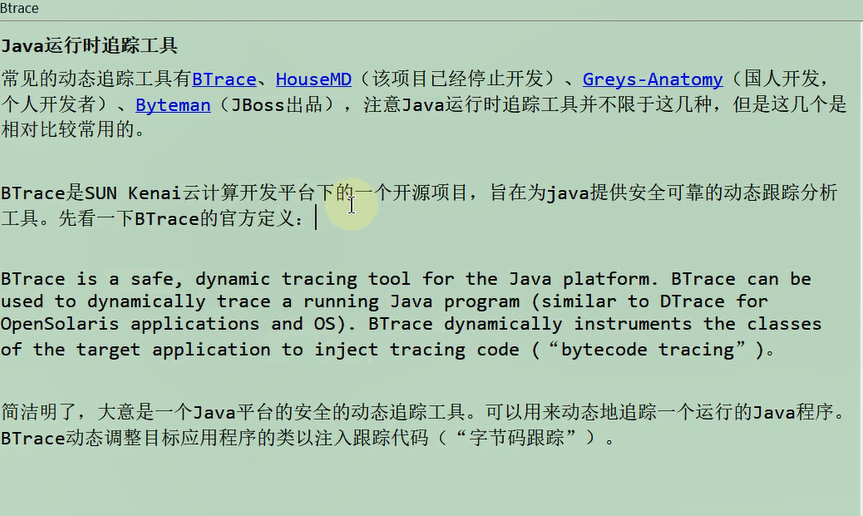 Btrace
Java运行时追踪工具
常见的动态追踪工具有BTrace、HouseMD（该项目已经停止开发）、Greys-Anatomy（国人开发，
个人开发者）、Byteman（JBoss出品），注意Java运行时追踪工具并不限于这几种，但是这几个是
相对比较常用的。
BTrace是SUN Kenai云计算开发平台下的一个开源项目，旨在为java提供安全可靠的动态跟踪分析
工具。先看一下BTrace的官方定义：
BTrace is a safe, dynamic tracing tool for the Java platform. BTrace can be
used to dynamically trace a running Java program (similar to DTrace for
OpenSolaris applications and OS). BTrace dynamically instruments the classes
of the target application to inject tracing code (“bytecode tracing”)。
简洁明了，大意是一个Java平台的安全的动态追踪工具。可以用来动态地追踪一个运行的Java程序。
BTrace动态调整目标应用程序的类以注入跟踪代码（“字节码跟踪”）。